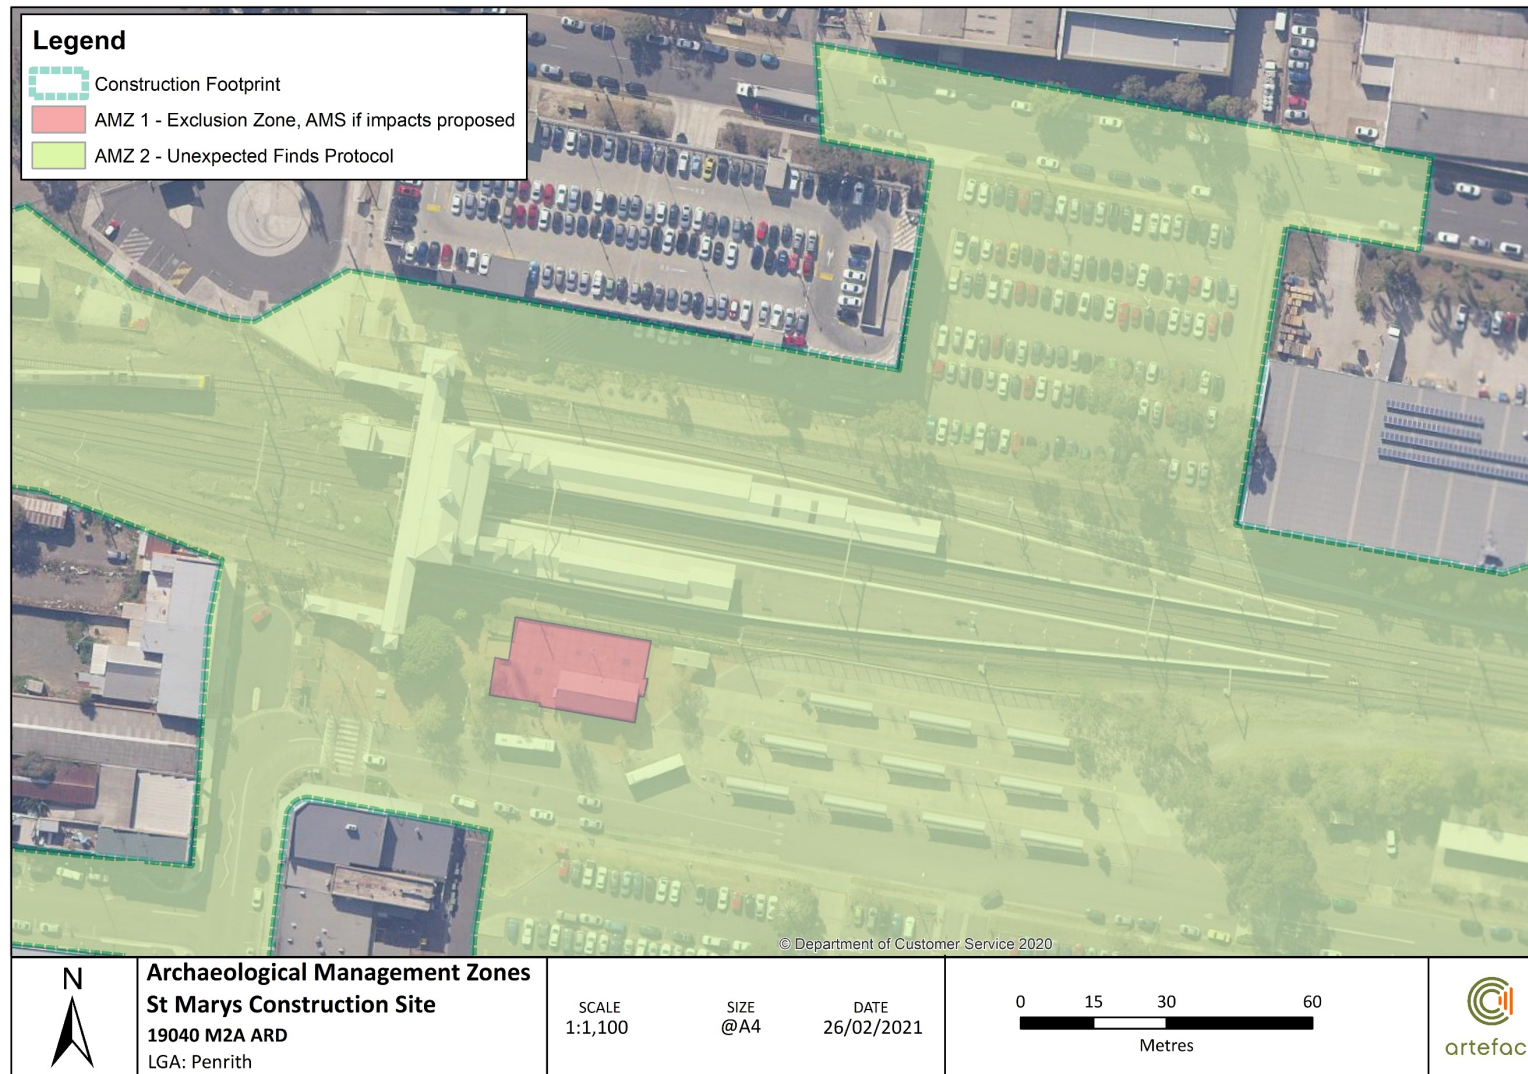 Legend
Construction Footprint
AMZ 1 - Exclusion Zone, AMS if impacts proposed
AMZ 2 - Unexpected Finds Protocol
© Department of Customer Service 2020
N
Archaeological Management Zones
St Marys Construction Site
19040 M2A ARD
LGA: Penrith
SCALE
1:1,100
SIZE
@A4
DATE
26/02/2021
0 15 30 60
Metres
artefac